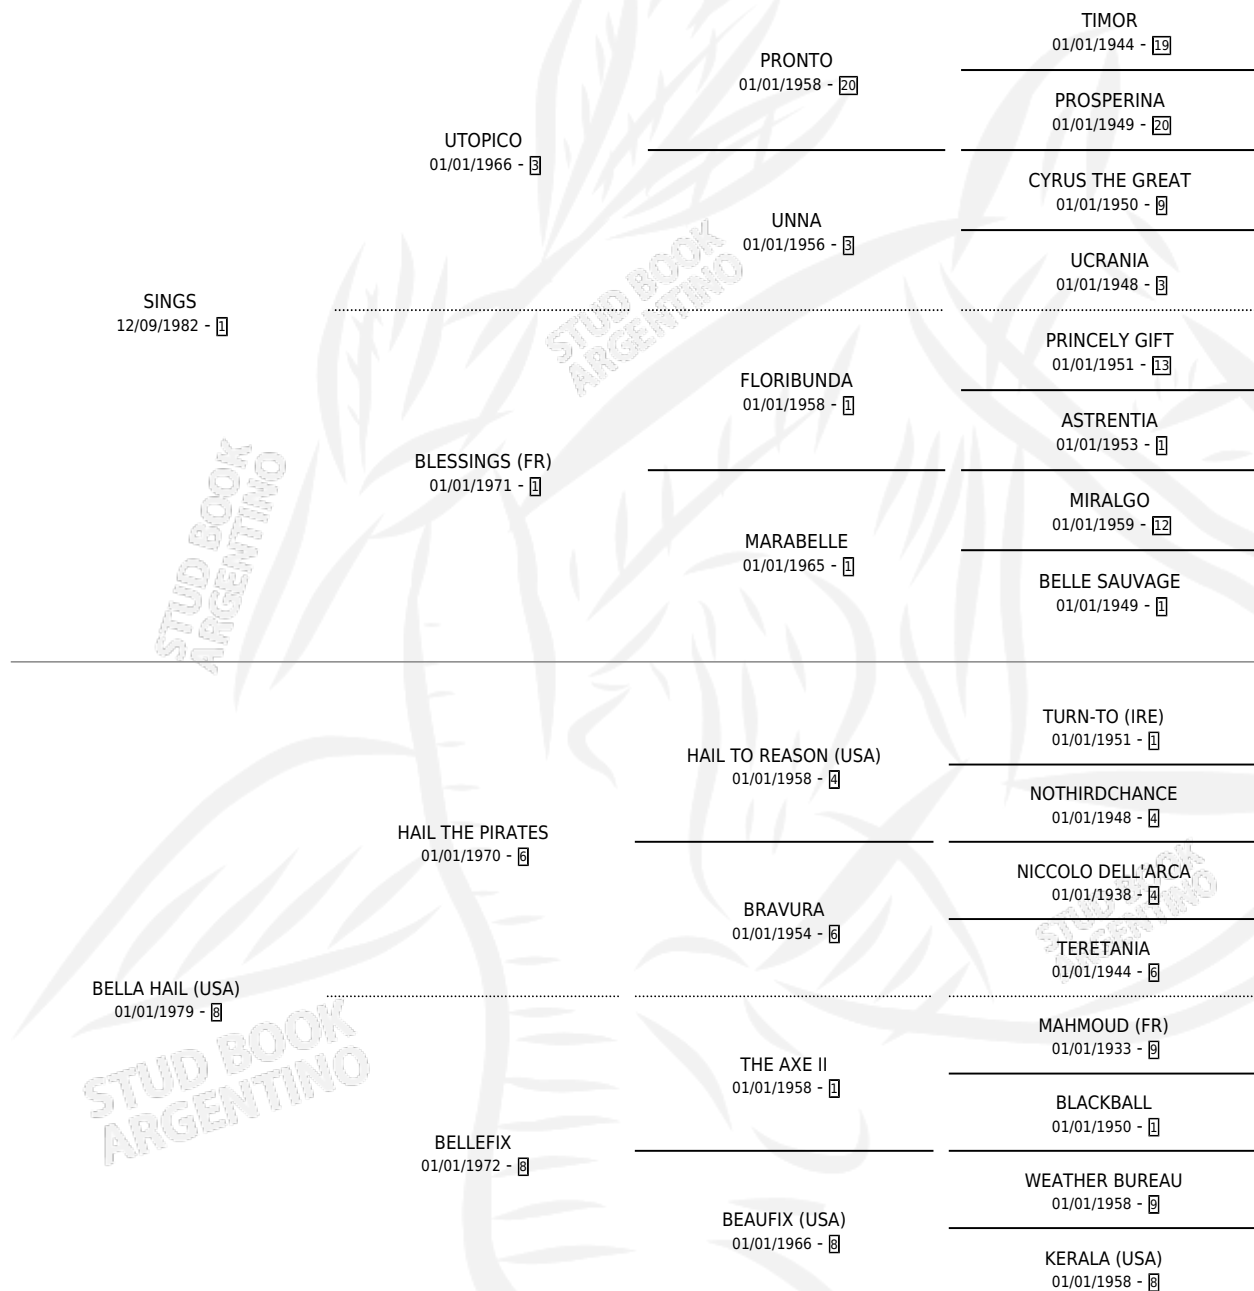 TIMOR
01/01/1944 - 19
PRONTO
01/01/1958 - 20
PROSPERINA
01/01/1949 - 20
UTOPICO
01/01/1966 - 3
CYRUS THE GREAT
01/01/1950 - 9
UNNA
01/01/1956 - 3
UCRANIA
01/01/1948 - 3
SINGS
12/09/1982 - 1
PRINCELY GIFT
01/01/1951 - 13
FLORIBUNDA
01/01/1958 - 1
ASTRENTIA
01/01/1953 - 1
BLESSINGS (FR)
01/01/1971 - 1
MIRALGO
01/01/1959 - 12
MARABELLE
01/01/1965 - 1
BELLE SAUVAGE
01/01/1949 - 1
STUD BOOK
ARGENTINO
STUD BOOK
ARGENTINO
TURN-TO (IRE)
01/01/1951 - 1
HAIL TO REASON (USA)
01/01/1958 - 4
NOTHIRDCHANCE
01/01/1948 - 4
HAIL THE PIRATES
01/01/1970 - 6
NICCOLO DELL'ARCA
01/01/1938 - 4
BRAVURA
01/01/1954 - 6
TERETANIA
01/01/1944 - 6
BELLA HAIL (USA)
01/01/1979 - 8
MAHMOUD (FR)
01/01/1933 - 9
THE AXE II
01/01/1958 - 1
BLACKBALL
01/01/1950 - 1
BELLEFIX
01/01/1972 - 8
WEATHER BUREAU
01/01/1958 - 9
BEAUFIX (USA)
01/01/1966 - 8
KERALA (USA)
01/01/1958 - 8
STUD BOOK
ARGENTINO
STUD BOOK
ARGENTINO